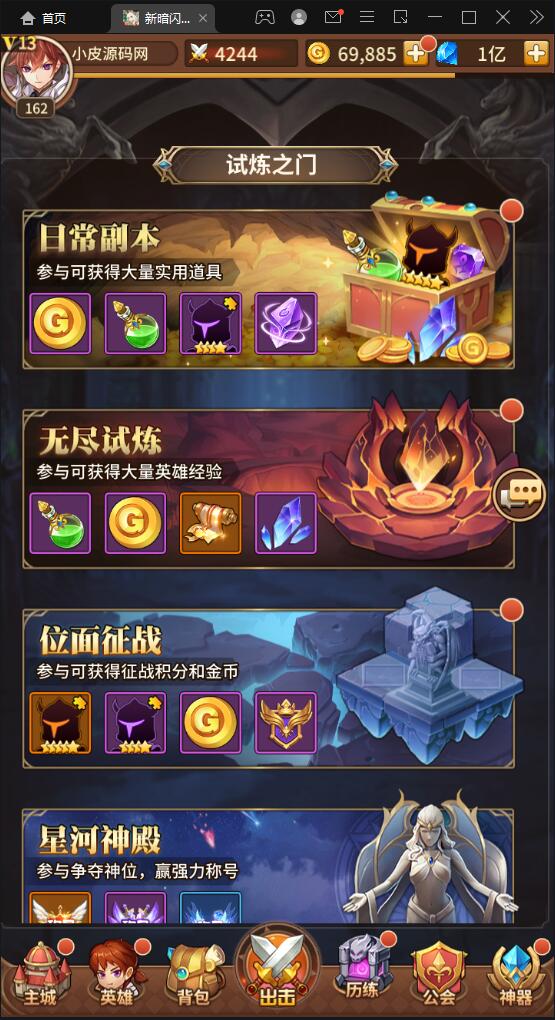 首页
新暗闪...
V13
小皮源码网
4244
69,885
1亿
162
试炼之门
日常副本
参与可获得大量实用道具
无尽试炼
参与可获得大量英雄经验
位面征战
参与可获得征战积分和金币
星河神殿
参与争夺神位，赢强力称号
主城
英雄
背包
出击
历练
公会
神器